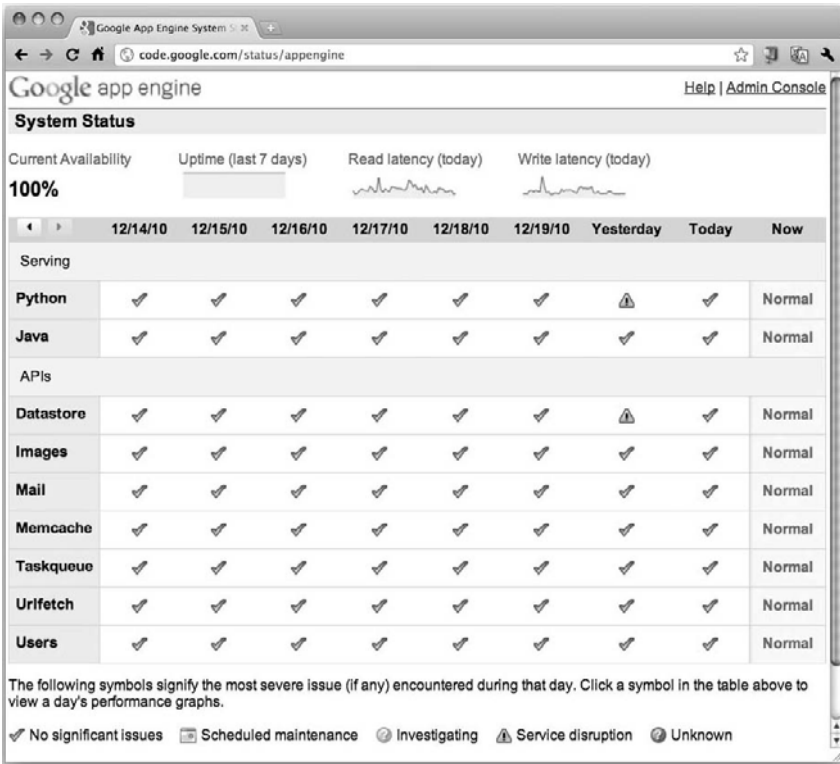 Google App Engine System S
code.google.com/status/appengine
Google app engine
Help | Admin Console
System Status
Current Availability Uptime (last 7 days) Read latency (today) Write latency (today)
100%
12/14/10 12/15/10 12/16/10 12/17/10 12/18/10 12/19/10 Yesterday Today Now
Serving
Python Normal
Java Normal
APIs
Datastore Normal
Images Normal
Mail Normal
Memcache Normal
Taskqueue Normal
Urlfetch Normal
Users Normal
The following symbols signify the most severe issue (if any) encountered during that day. Click a symbol in the table above to
view a day's performance graphs.
No significant issues Scheduled maintenance Investigating Service disruption Unknown